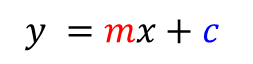 y = mx + c